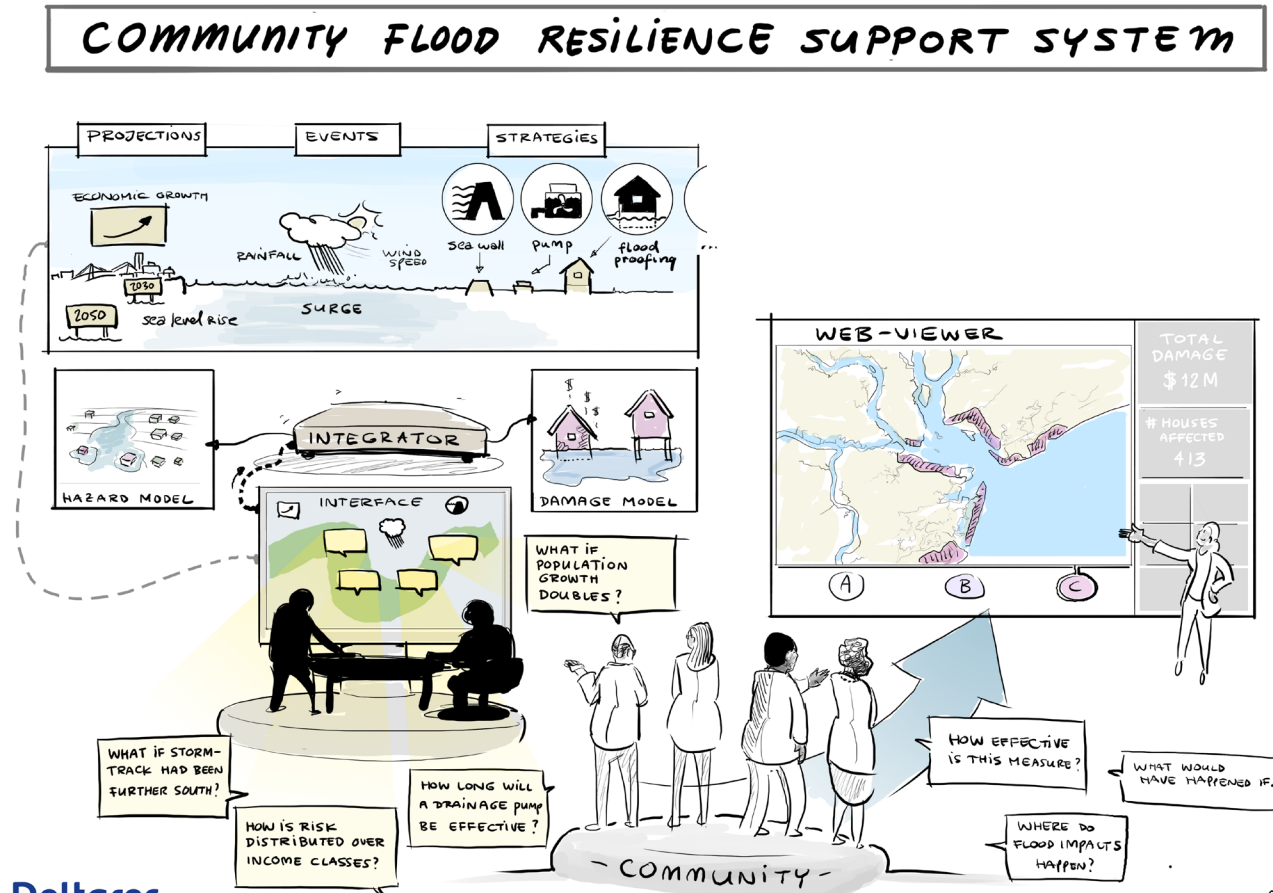 COMMUNITY FLOOD RESILIENCE SUPPORT SYSTEM
PROJECTIONS
EVENTS
STRATEGIES
ECONOMIC GROWTH
RAINFALL
WIND
SPEED
sea wall
pump
flood
proofing
...
2030
2050
sea level rise
SURGE
WEB-VIEWER
TOTAL
DAMAGE
$12M
# HOUSES
AFFECTED
413
A
B
C
HAZARD MODEL
INTEGRATOR
$
$
$
$
DAMAGE MODEL
INTERFACE
WHAT IF
POPULATION
GROWTH
DOUBLES?
WHAT IF STORM-
TRACK HAD BEEN
FURTHER SOUTH?
HOW IS RISK
DISTRIBUTED OVER
INCOME CLASSES?
HOW LONG WILL
A DRAINAGE PUMP
BE EFFECTIVE?
HOW EFFECTIVE
IS THIS MEASURE?
WHAT WOULD
HAVE HAPPENED IF.
WHERE DO
FLOOD IMPACTS
HAPPEN?
- COMMUNITY -
Deltares